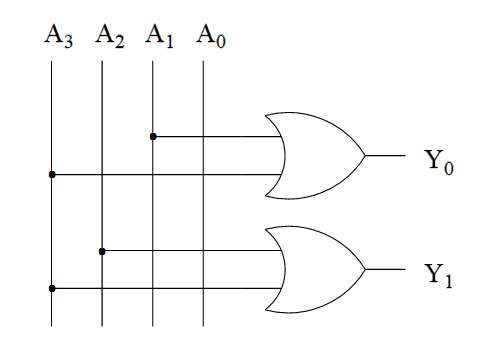 A₃ A₂ A₁ A₀
Y₀
Y₁